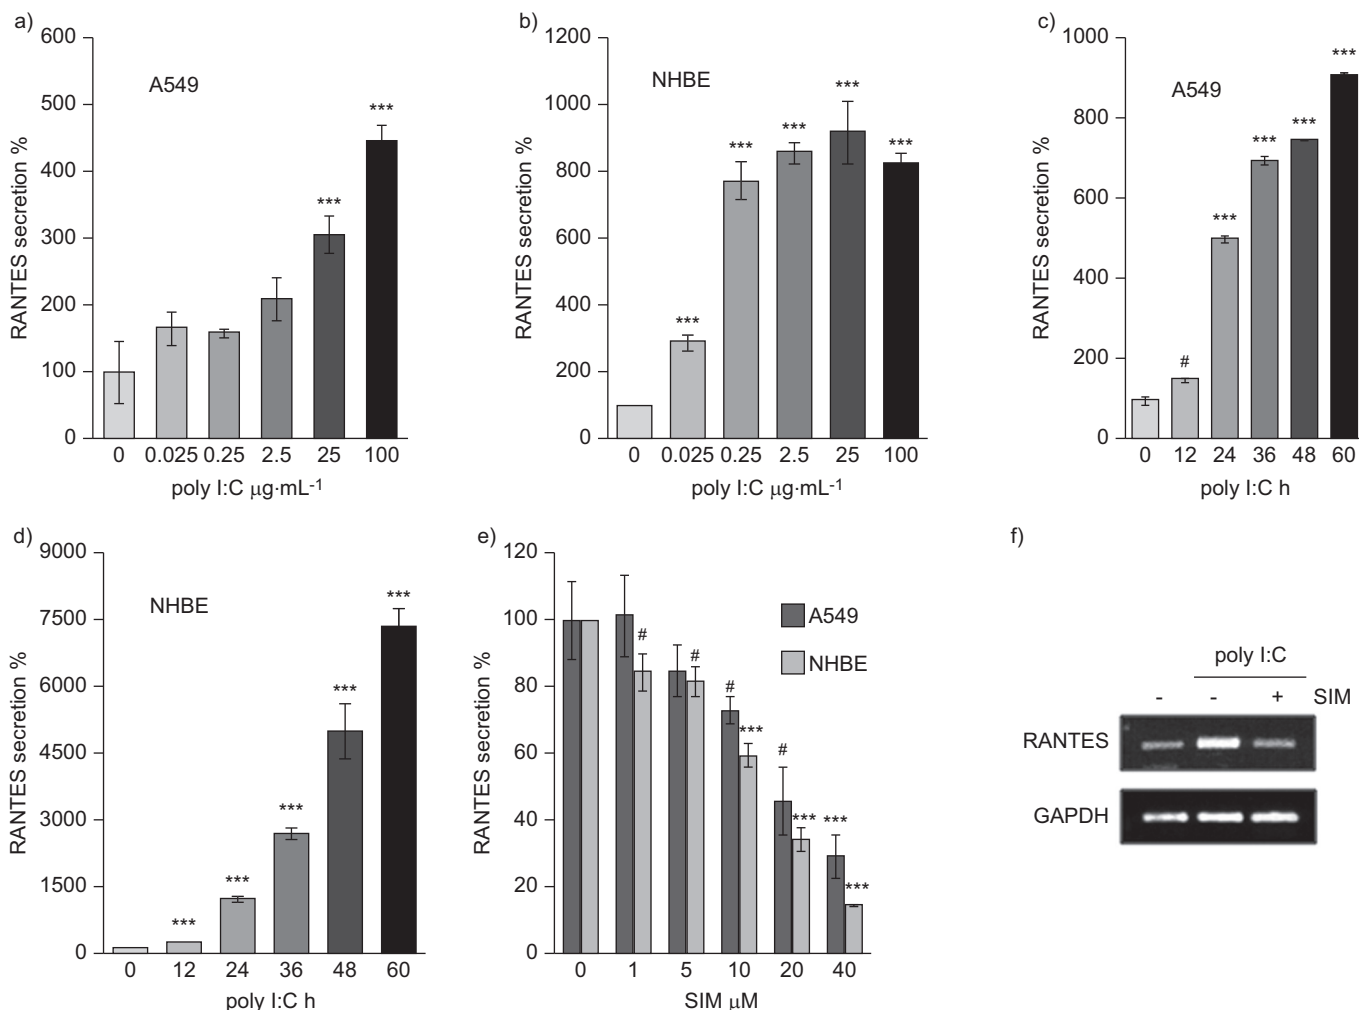 a)
600
500
400
300
200
100
0
RANTES secretion %
A549
***
***
0 0.025 0.25 2.5 25 100
poly I:C μg·mL-1
b)
1200
1000
800
600
400
200
0
RANTES secretion %
NHBE
***
***
***
***
***
0 0.025 0.25 2.5 25 100
poly I:C μg·mL-1
c)
1000
800
600
400
200
0
RANTES secretion %
A549
#
***
***
***
***
0 12 24 36 48 60
poly I:C h
d)
9000
7500
6000
4500
3000
1500
0
RANTES secretion %
NHBE
***
***
***
***
***
0 12 24 36 48 60
poly I:C h
e)
120
100
80
60
40
20
0
RANTES secretion %
A549
NHBE
#
#
#
***
#
***
***
***
0 1 5 10 20 40
SIM μM
f)
poly I:C
- - + SIM
RANTES
GAPDH